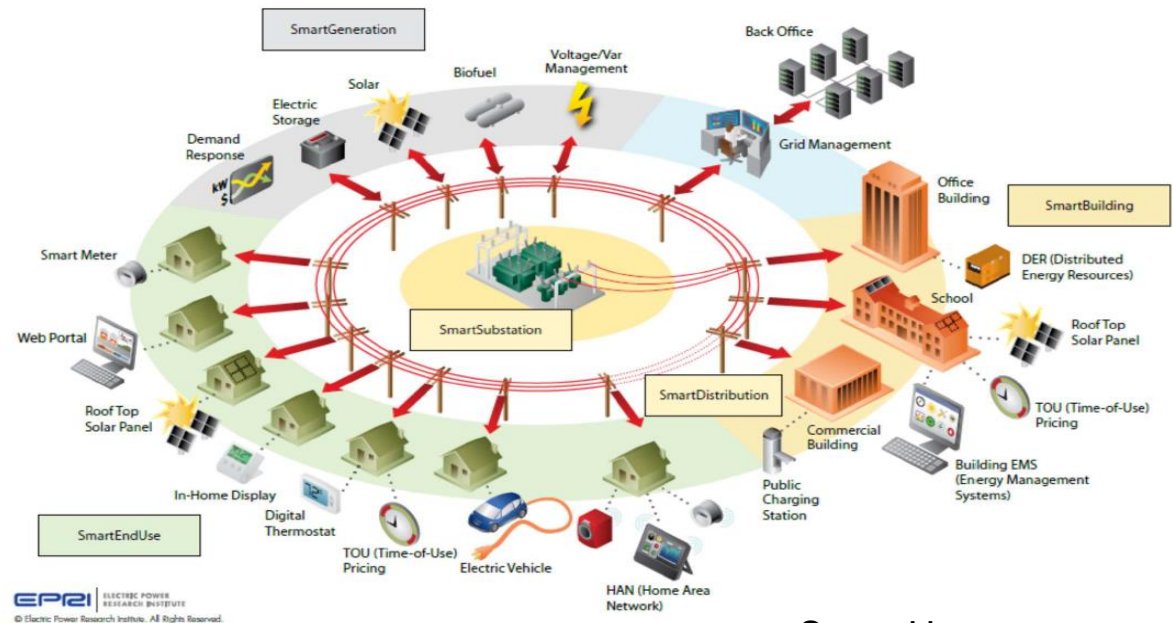 SmartGeneration
Back Office
Voltage/Var
Management
Biofuel
Solar
Electric
Storage
Demand
Response
kW
$
Grid Management
Office
Building
SmartBuilding
DER (Distributed
Energy Resources)
School
Roof Top
Solar Panel
Smart Meter
Web Portal
SmartSubstation
SmartDistribution
Commercial
Building
TOU (Time-of-Use)
Pricing
Building EMS
(Energy Management
Systems)
Public
Charging
Station
Roof Top
Solar Panel
In-Home Display
Digital
Thermostat
TOU (Time-of-Use)
Pricing
Electric Vehicle
HAN (Home Area
Network)
SmartEndUse
EPRI
ELECTRIC POWER
RESEARCH INSTITUTE
© Electric Power Research Institute. All Rights Reserved.